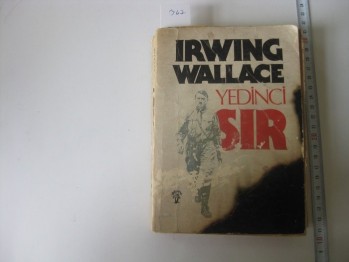 IRWING
WALLACE
YEDİNCİ
SIR